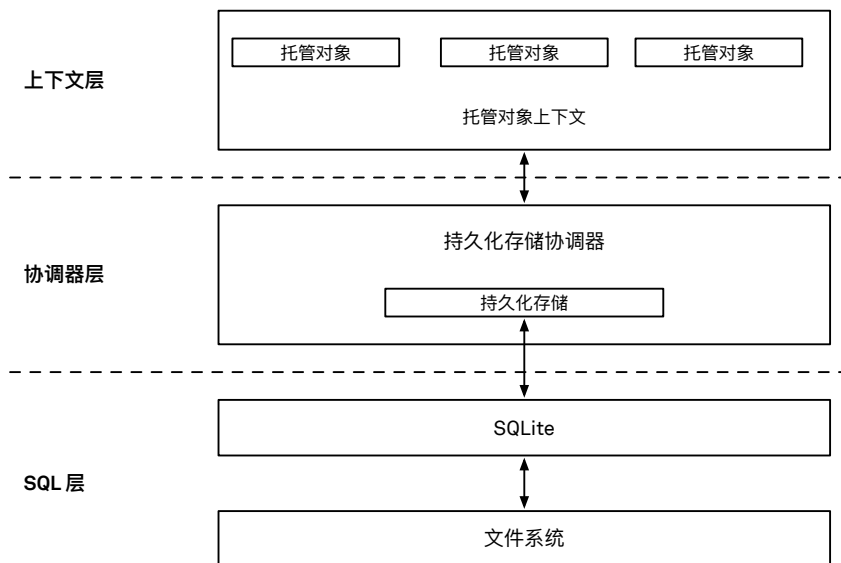 托管对象 托管对象 托管对象
上下文层
托管对象上下文
持久化存储协调器
协调器层
持久化存储
SQLite
SQL 层
文件系统